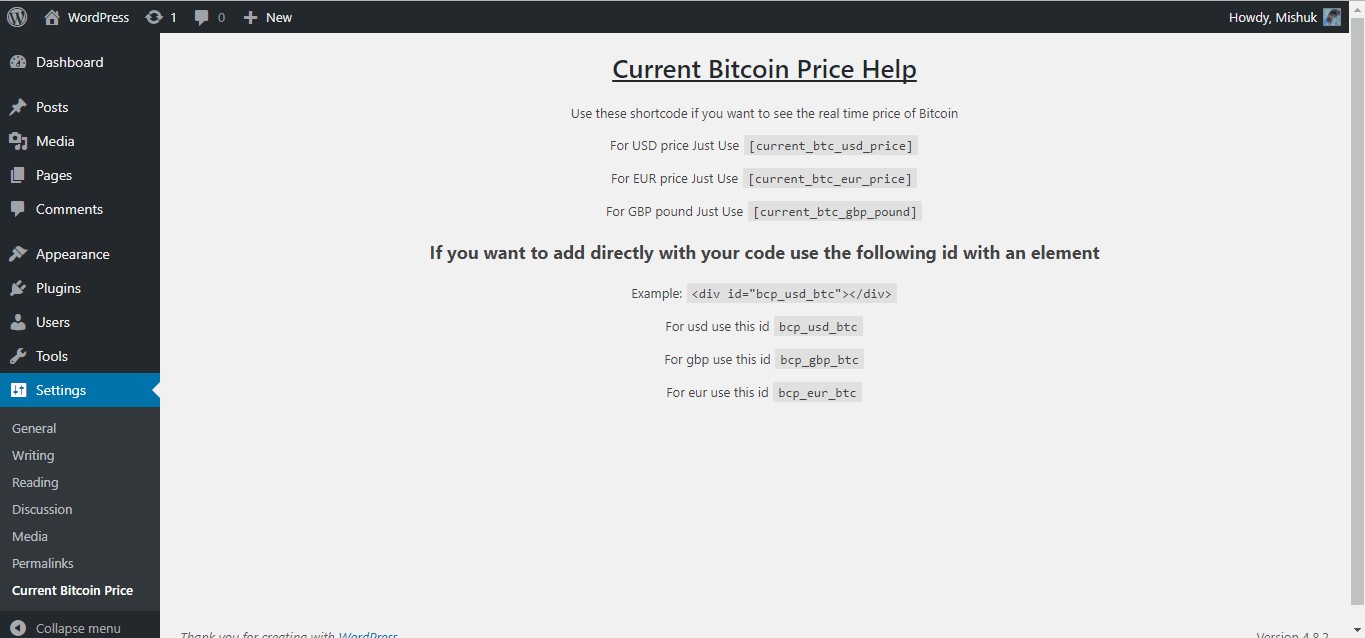 WordPress 1 0 New Howdy, Mishuk
Dashboard
Posts
Media
Pages
Comments
Appearance
Plugins
Users
Tools
Settings
General
Writing
Reading
Discussion
Media
Permalinks
Current Bitcoin Price
Collapse menu
Current Bitcoin Price Help
Use these shortcode if you want to see the real time price of Bitcoin
For USD price Just Use [current_btc_usd_price]
For EUR price Just Use [current_btc_eur_price]
For GBP pound Just Use [current_btc_gbp_pound]
If you want to add directly with your code use the following id with an element
Example: <div id="bcp_usd_btc"></div>
For usd use this id bcp_usd_btc
For gbp use this id bcp_gbp_btc
For eur use this id bcp_eur_btc
Thank you for creating with WordPress
Version 4.8.2